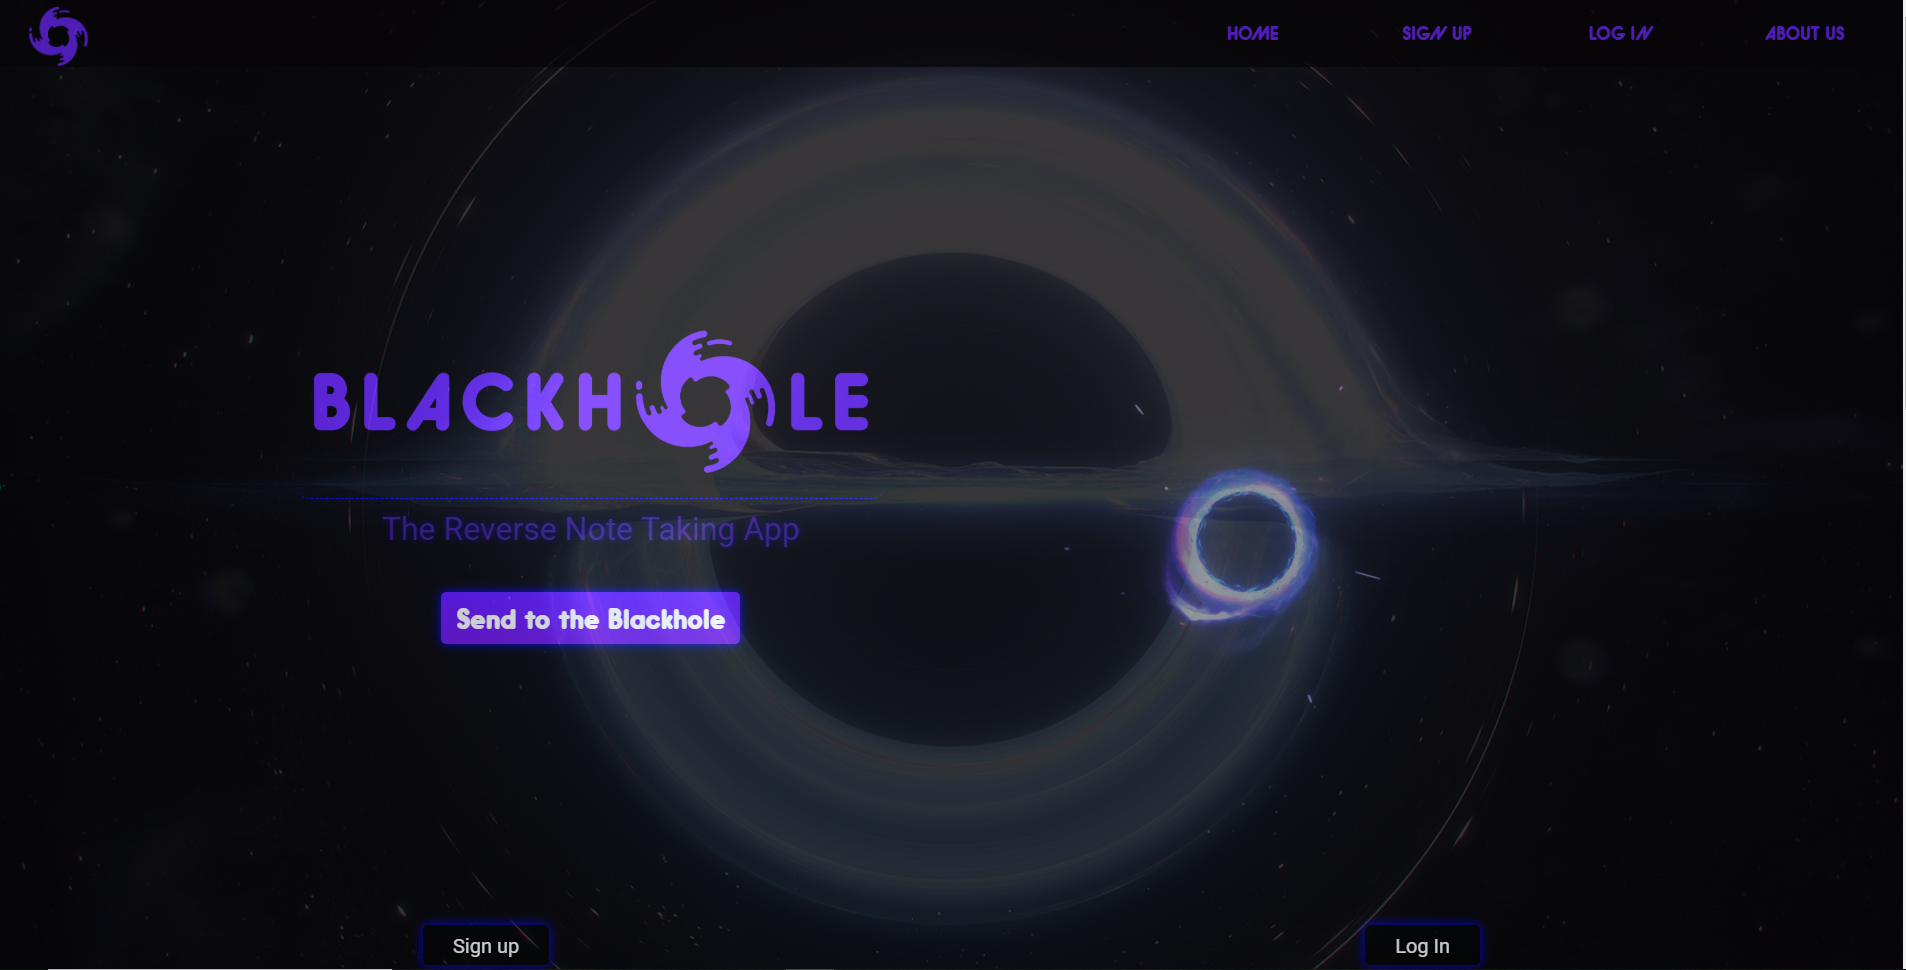 HOME
SIGN UP
LOG IN
ABOUT US
BLACKHOLE
The Reverse Note Taking App
Send to the Blackhole
Sign up
Log In